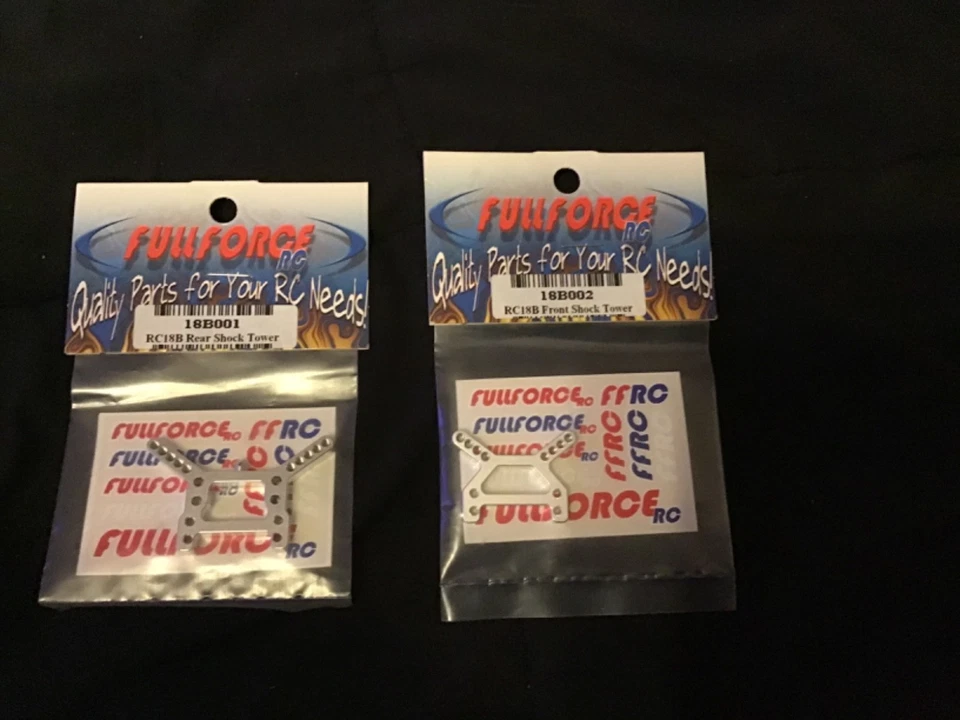 FULLFORCE
RC
Quality Parts for Your RC Needs!
18B001
RC18B Rear Shock Tower
FULLFORCE RC FFRC
FULLFORCE
RC
FULLFORCE
RC
FULLFORCE
RC
Quality Parts for Your RC Needs!
18B002
RC18B Front Shock Tower
FULLFORCE RC FFRC
FULLFORCE RC
FULLFORCE RC
FFRC
FFRC
FULLFORCE RC